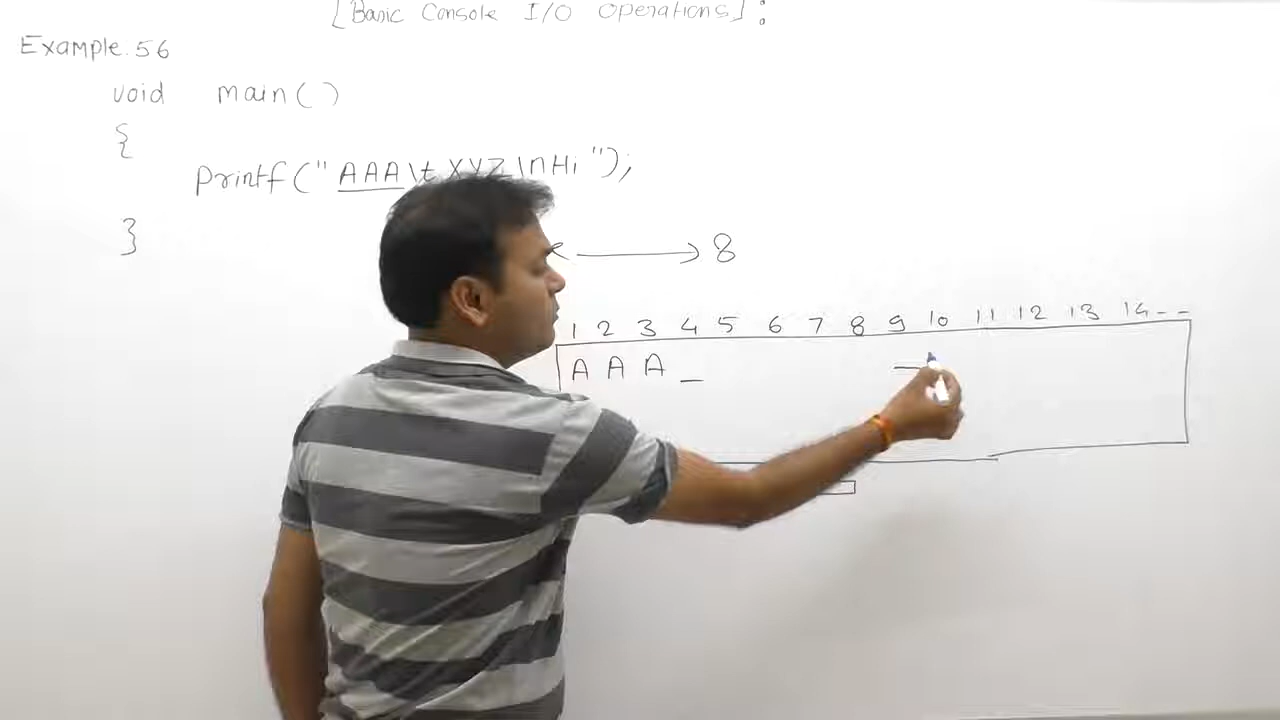 [Basic Console I/O Operations]:
Example.56
void main()
{
Printf("AAA\t XYZ\nHi");
}
8
1 2 3 4 5 6 7 8 9 10 11 12 13 14--
A A A _